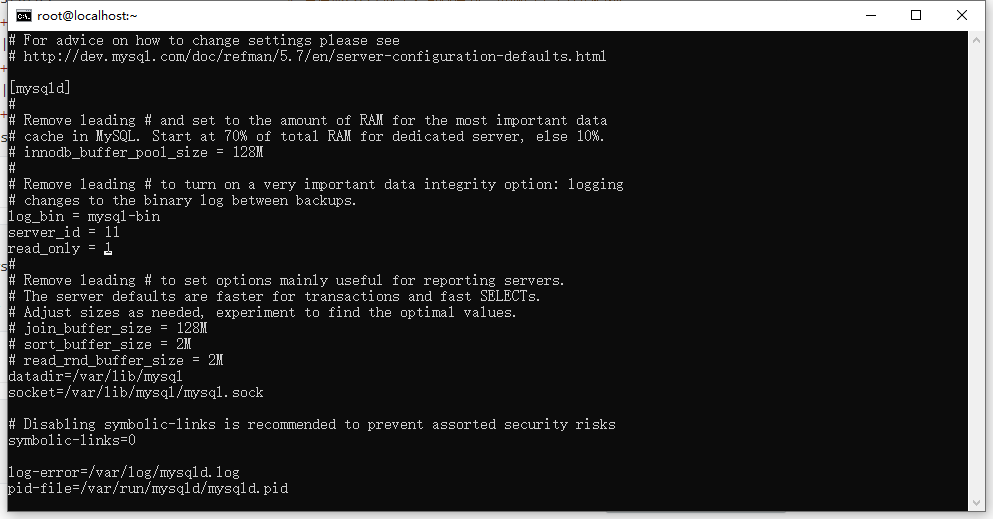 root@localhost:~
# For advice on how to change settings please see
# http://dev.mysql.com/doc/refman/5.7/en/server-configuration-defaults.html
[mysqld]
#
# Remove leading # and set to the amount of RAM for the most important data
# cache in MySQL. Start at 70% of total RAM for dedicated server, else 10%.
# innodb_buffer_pool_size = 128M
#
# Remove leading # to turn on a very important data integrity option: logging
# changes to the binary log between backups.
log_bin = mysql-bin
server_id = 11
read_only = 1
#
# Remove leading # to set options mainly useful for reporting servers.
# The server defaults are faster for transactions and fast SELECTs.
# Adjust sizes as needed, experiment to find the optimal values.
# join_buffer_size = 128M
# sort_buffer_size = 2M
# read_rnd_buffer_size = 2M
datadir=/var/lib/mysql
socket=/var/lib/mysql/mysql.sock
# Disabling symbolic-links is recommended to prevent assorted security risks
symbolic-links=0
log-error=/var/log/mysqld.log
pid-file=/var/run/mysqld/mysqld.pid